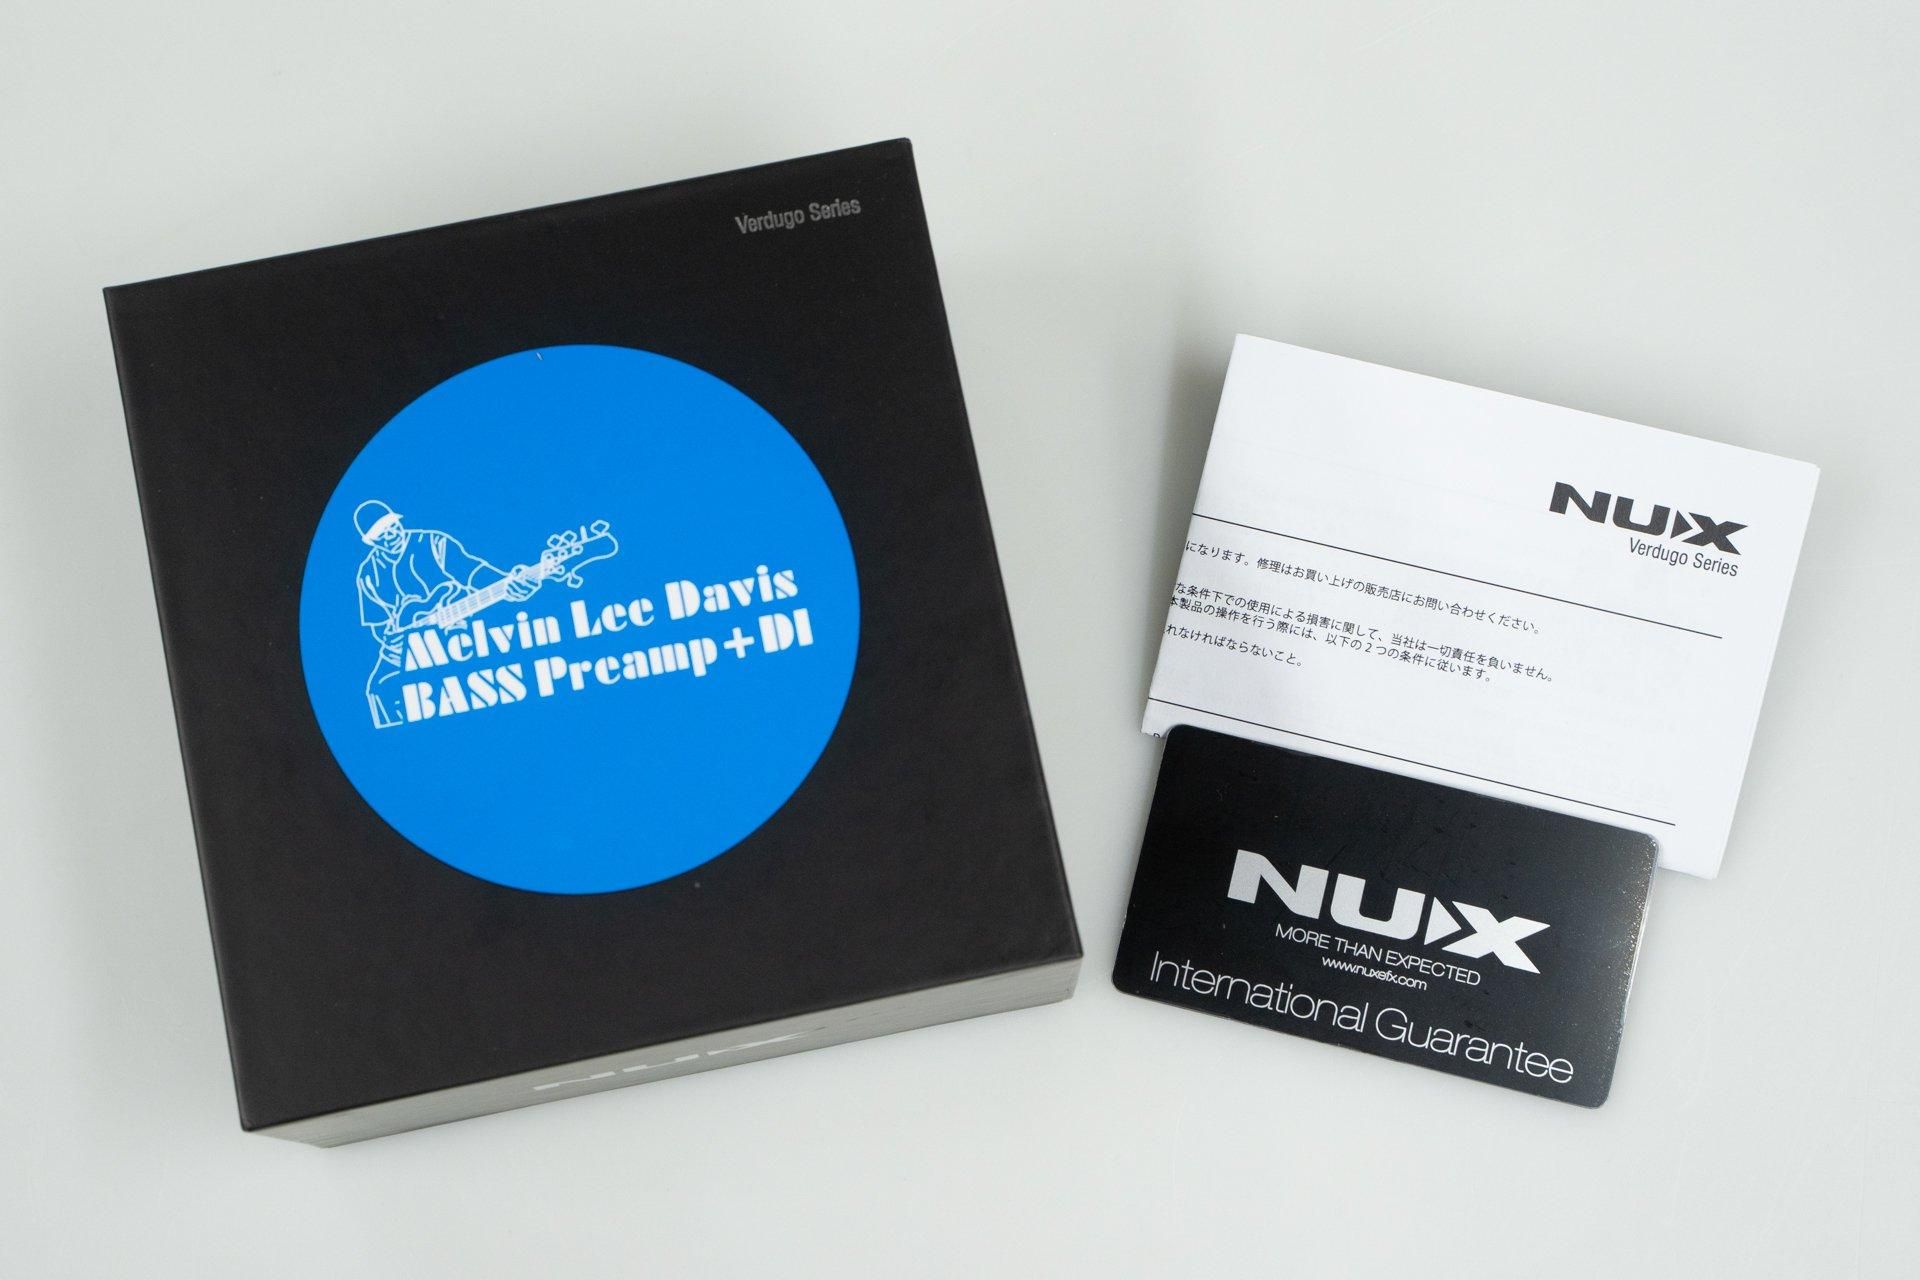 Verdugo Series
Melvin Lee Davis
BASS Preamp+DI
NUX
NUX
Verdugo Series
になります。修理はお買い上げの販売店にお問い合わせください。
な条件下での使用による損害に関して、当社は一切責任を負いません。
本製品の操作を行う際には、以下の2つの条件に従います。
れなければならないこと。
NUX
MORE THAN EXPECTED
www.nuxefx.com
International Guarantee